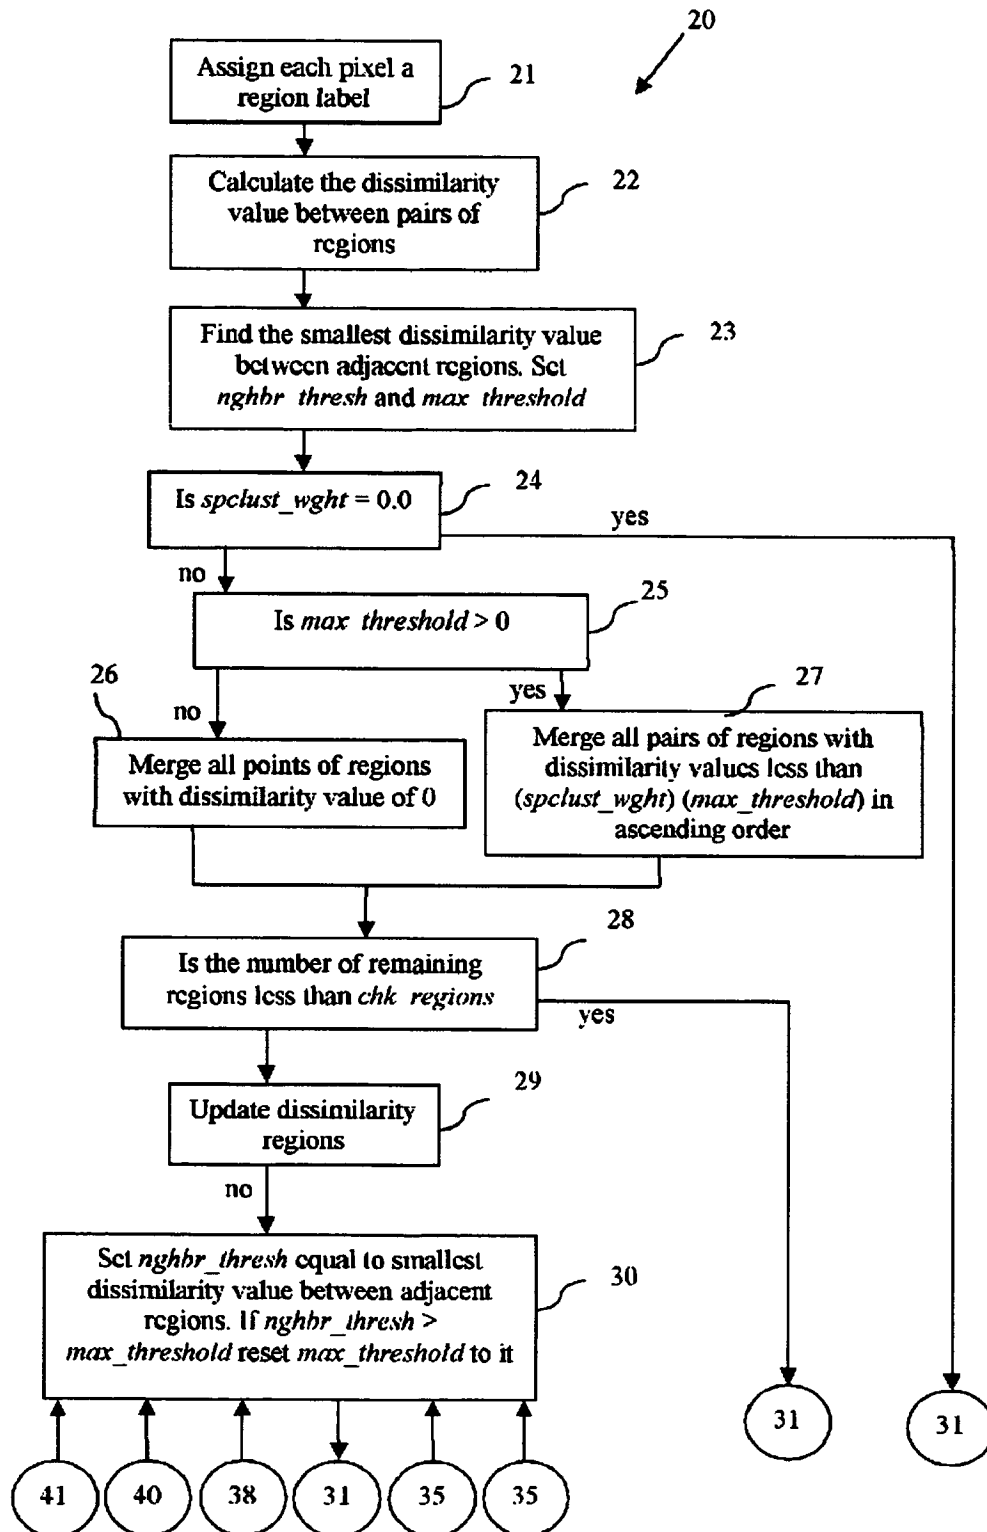 20
Assign each pixel a
region label
21
Calculate the dissimilarity
value between pairs of
regions
22
Find the smallest dissimilarity value
between adjacent regions. Set
nghbr thresh and max threshold
23
Is spclust_wght = 0.0
24
yes
no
Is max threshold > 0
25
26
no
yes
27
Merge all points of regions
with dissimilarity value of 0
Merge all pairs of regions with
dissimilarity values less than
(spclust_wght) (max_threshold) in
ascending order
28
Is the number of remaining
regions less than chk regions
yes
29
Update dissimilarity
regions
no
Set nghbr_thresh equal to smallest
dissimilarity value between adjacent
regions. If nghbr_thresh >
max_threshold reset max_threshold to it
30
31
31
41
40
38
31
35
35